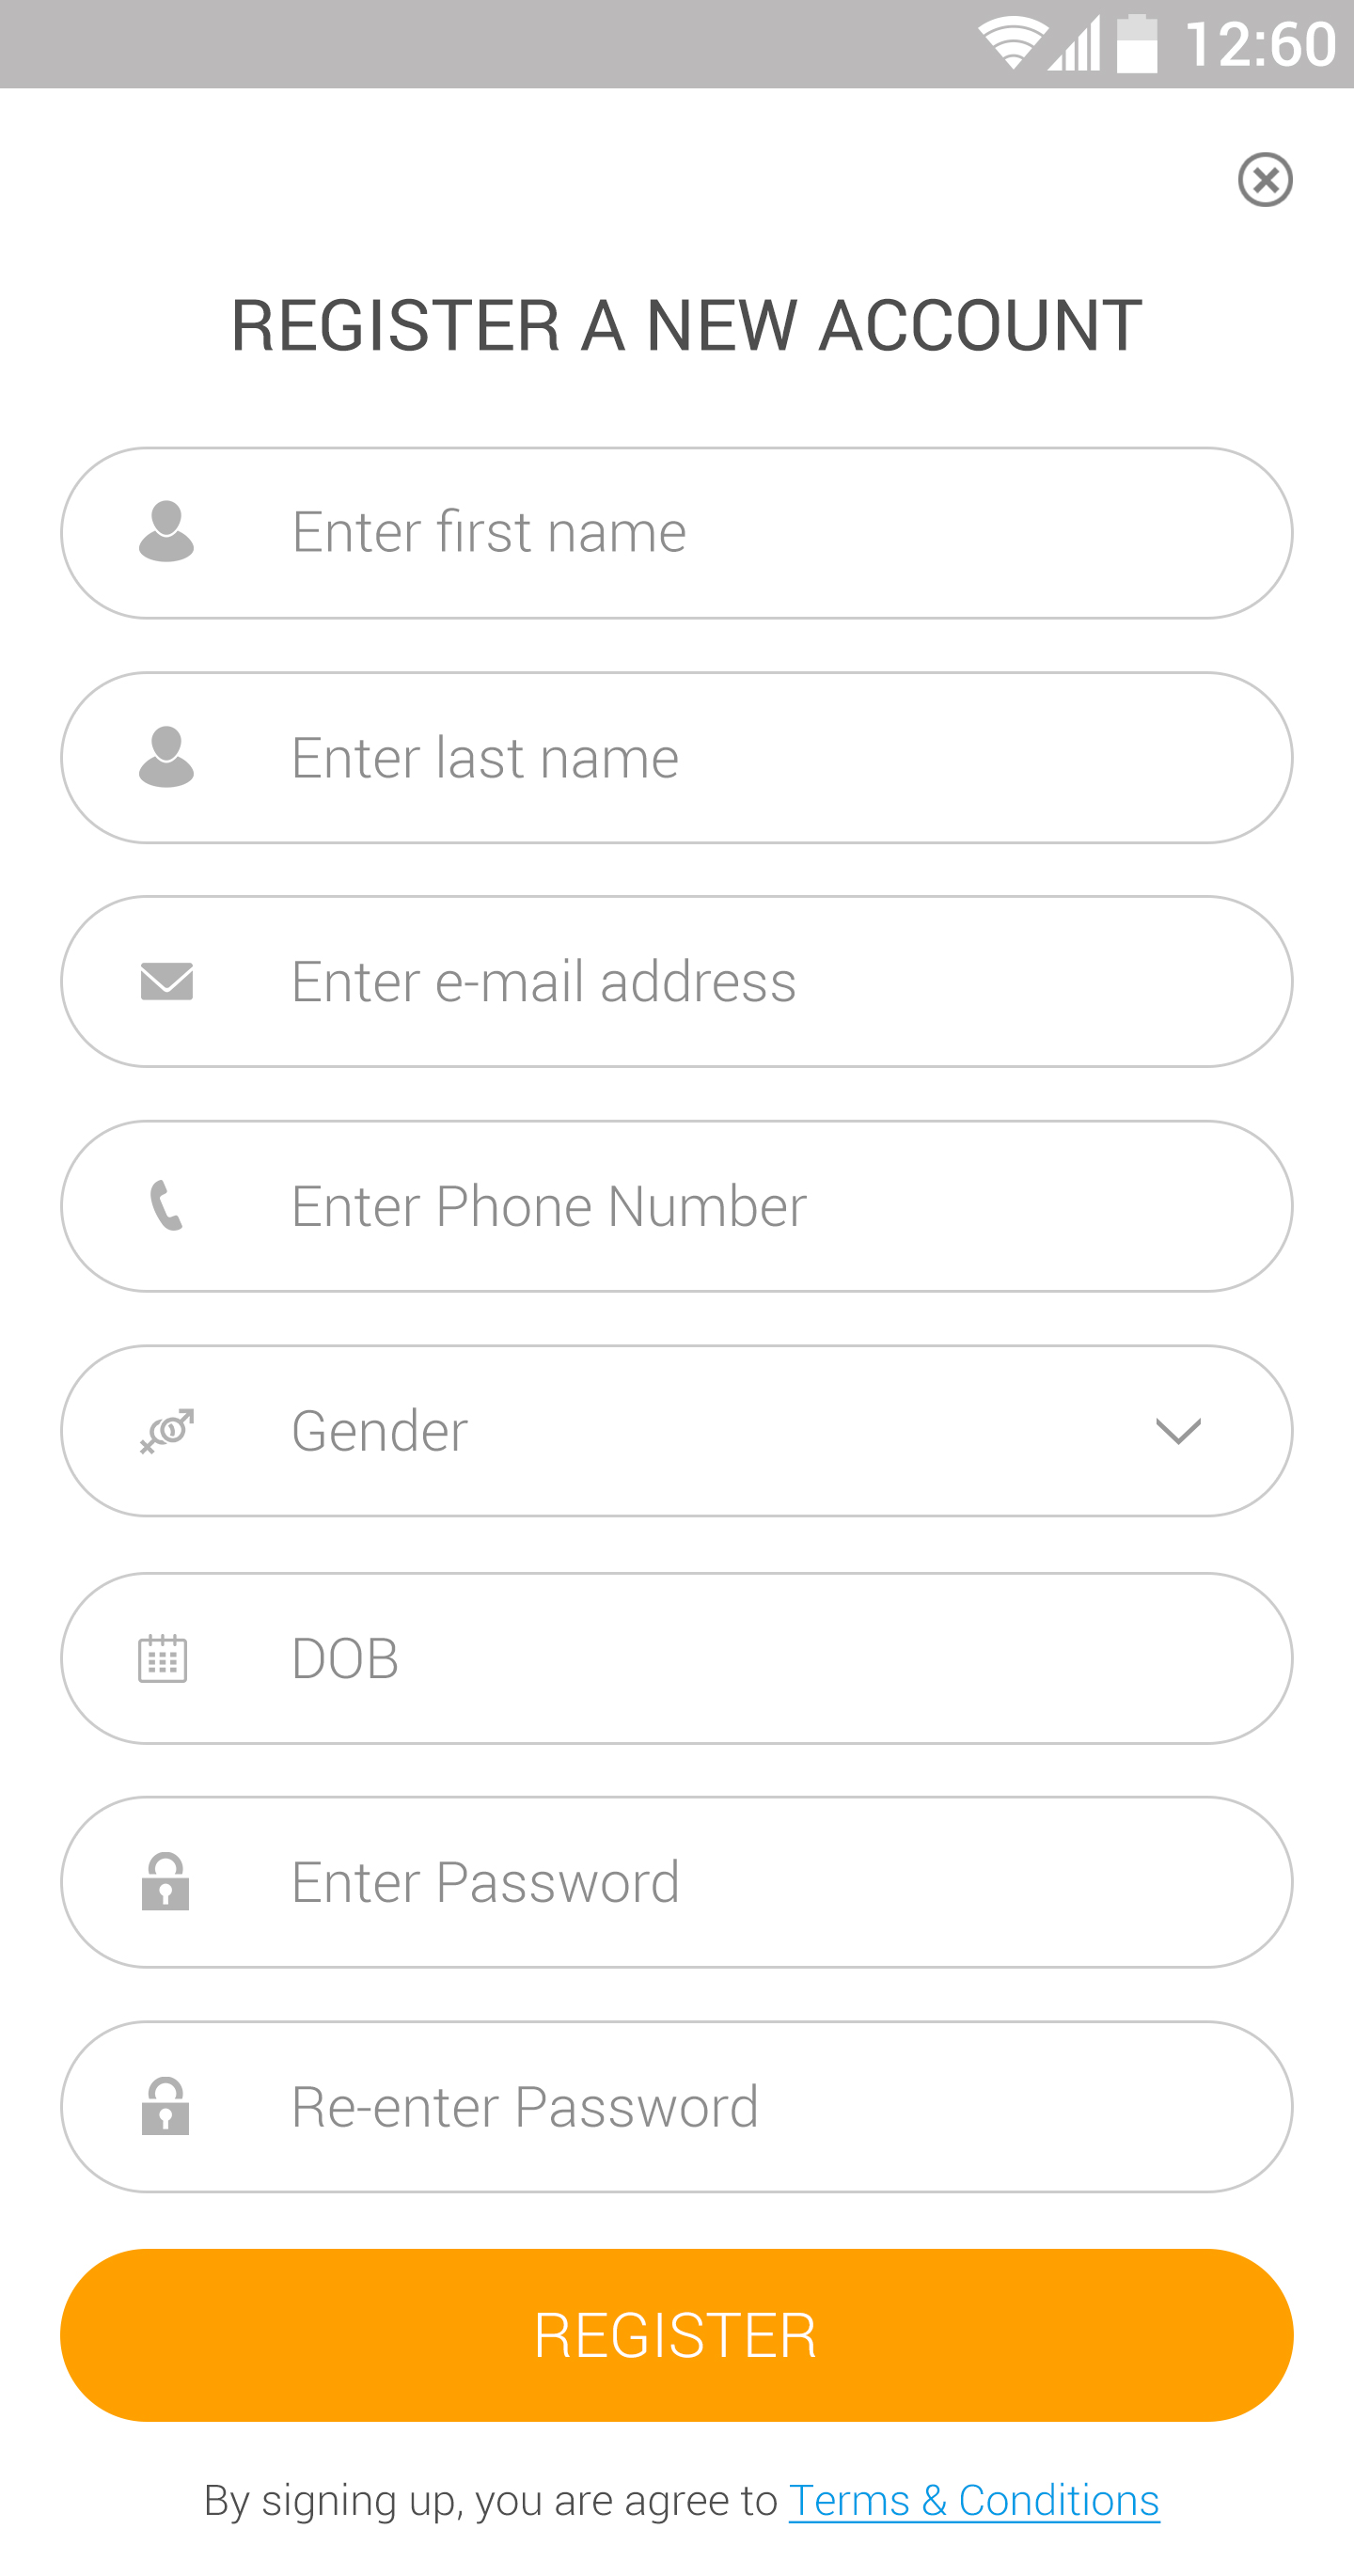 12:60
REGISTER A NEW ACCOUNT
Enter first name
Enter last name
Enter e-mail address
Enter Phone Number
Gender
DOB
Enter Password
Re-enter Password
REGISTER
By signing up, you are agree to Terms & Conditions